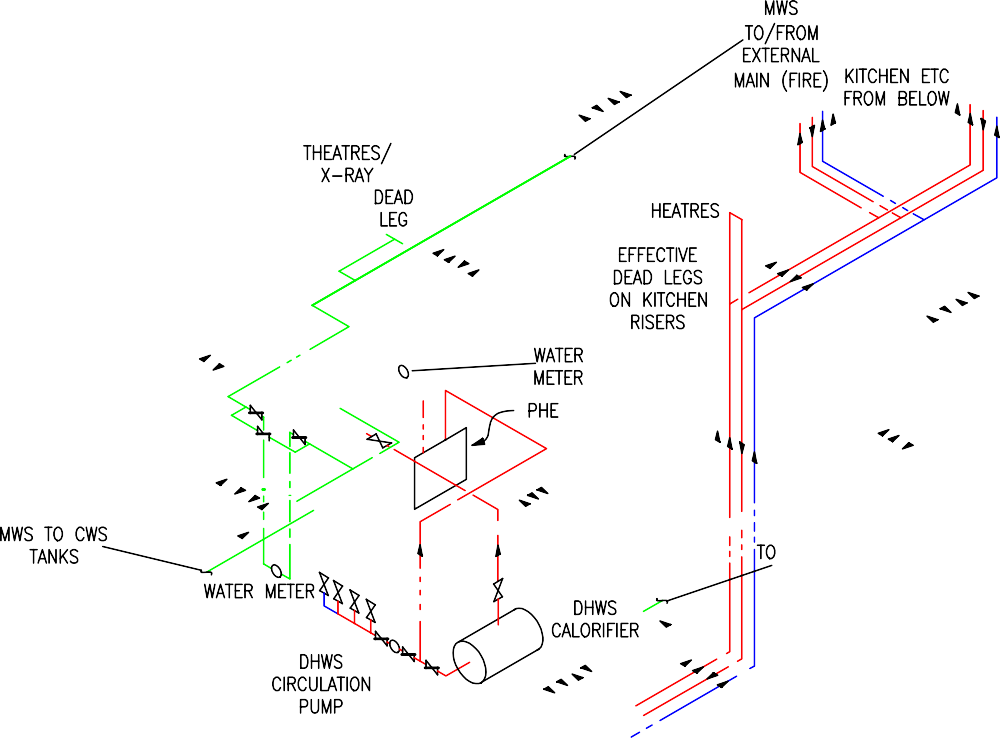 MWS
TO/FROM
EXTERNAL
MAIN (FIRE)
KITCHEN ETC
FROM BELOW
THEATRES/
X-RAY
DEAD
LEG
HEATRES
EFFECTIVE
DEAD LEGS
ON KITCHEN
RISERS
WATER
METER
PHE
MWS TO CWS
TANKS
WATER METER
TO
DHWS
CALORIFIER
DHWS
CIRCULATION
PUMP